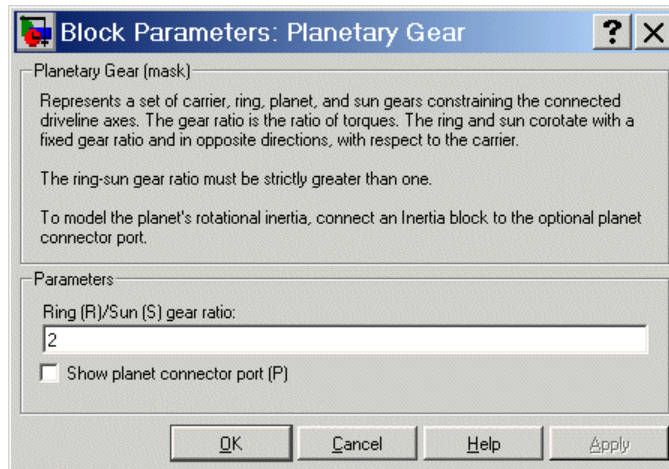 Block Parameters: Planetary Gear
Planetary Gear (mask)
Represents a set of carrier, ring, planet, and sun gears constraining the connected
driveline axes. The gear ratio is the ratio of torques. The ring and sun corotate with a
fixed gear ratio and in opposite directions, with respect to the carrier.
The ring-sun gear ratio must be strictly greater than one.
To model the planet's rotational inertia, connect an Inertia block to the optional planet
connector port.
Parameters
Ring (R)/Sun (S) gear ratio:
2
Show planet connector port (P)
OK Cancel Help Apply